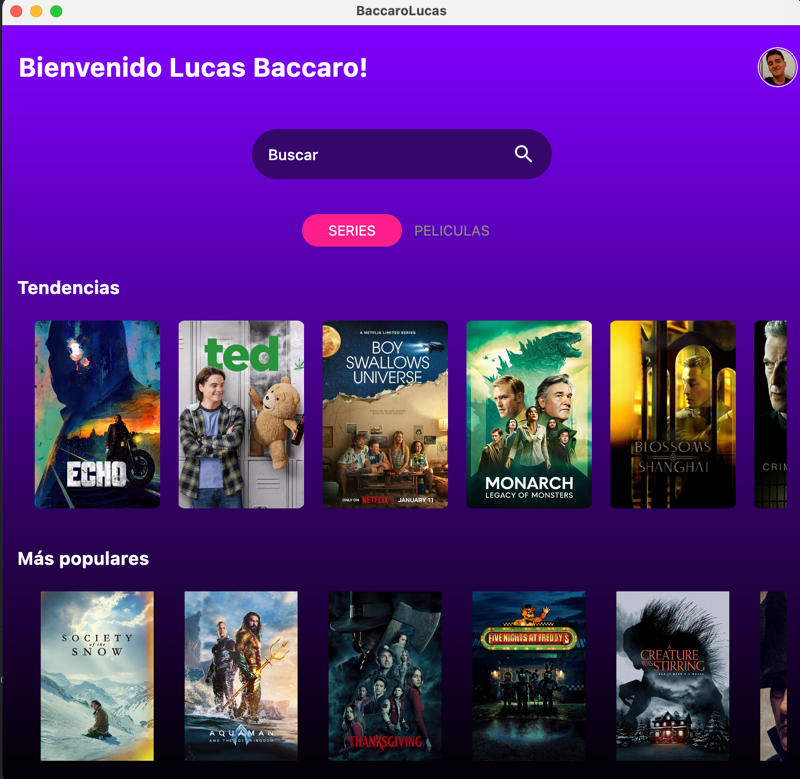 BaccaroLucas
Bienvenido Lucas Baccaro!
Buscar
SERIES
PELICULAS
Tendencias
ECHO
ted
A NETFLIX LIMITED SERIES
BOY
SWALLOWS
UNIVERSE
ONLY ON NETFLIX JANUARY 11
MONARCH
LEGACY OF MONSTERS
BLOSSOMS
SHANGHAI
CRIM
Más populares
SOCIETY
of the
SNOW
AQUAMAN
AND THE LOST KINGDOM
THANKSGIVING
FIVE NIGHTS AT FREDDY'S
A
CREATURE
WAS STIRRING